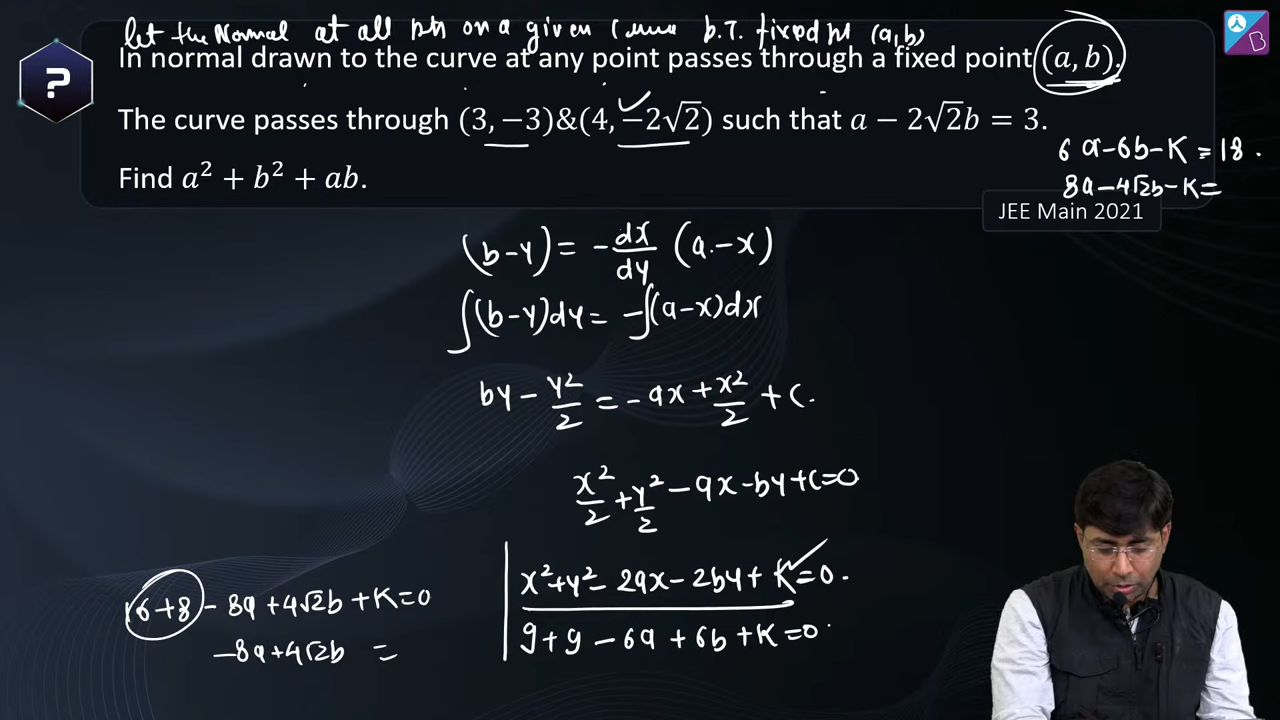 let the Normal at all pts on a given Curve p.T. fixed pt (a,b)
In normal drawn to the curve at any point passes through a fixed point (a, b).
The curve passes through (3, −3)&(4, −2√2) such that a − 2√2b = 3.
Find a² + b² + ab.
6a-6b-K = 18.
8a-4√2b-K=
JEE Main 2021
(b-y) = -dx/dy (a-x)
∫(b-y)dy = -∫(a-x)dx
by - y²/2 = -ax + x²/2 + C.
x²/2 + y²/2 - ax - by + C = 0
x²+y²- 2ax- 2by + K = 0.
9+9 - 6a + 6b + K = 0.
16+8 - 8a + 4√2b + K = 0
-8a+4√2b =
?
B